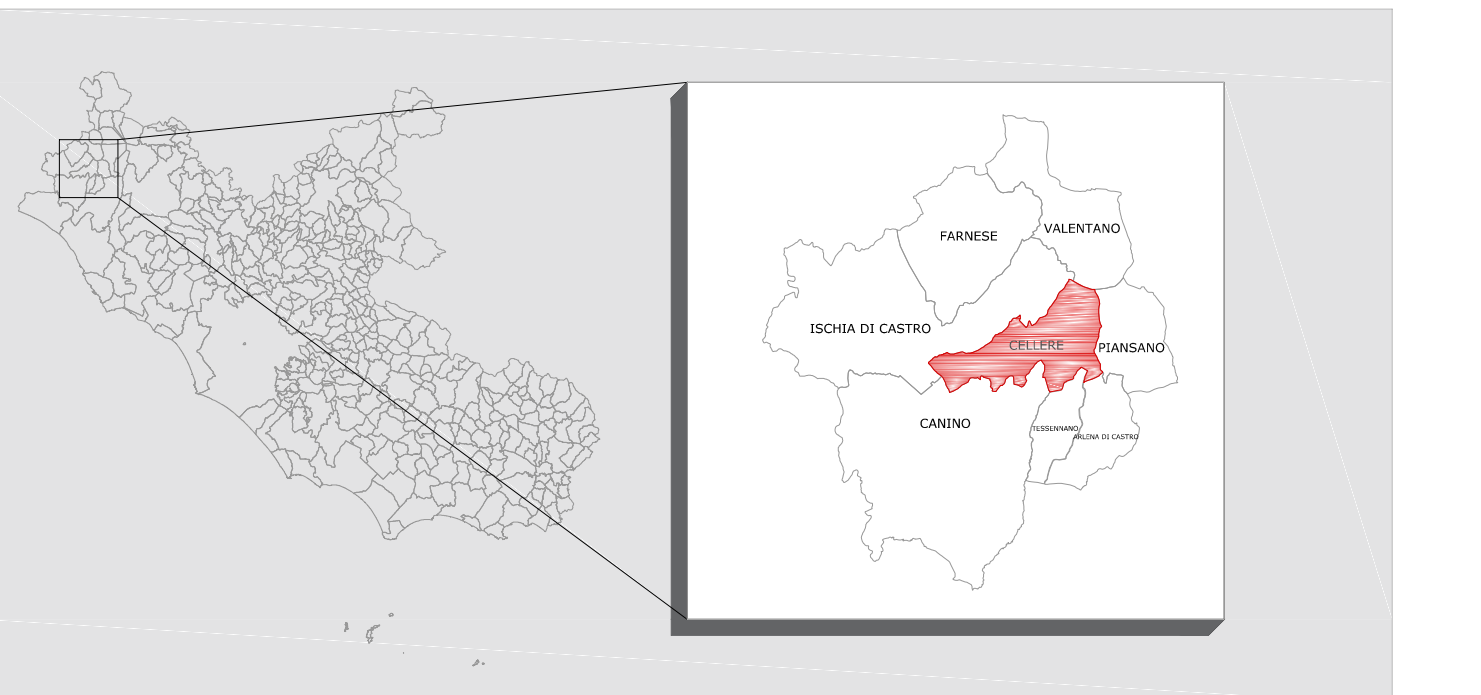 VALENTANO
FARNESE
ISCHIA DI CASTRO
CELLERE
PIANSANO
CANINO
TESSENNANO
ARLENA DI CASTRO